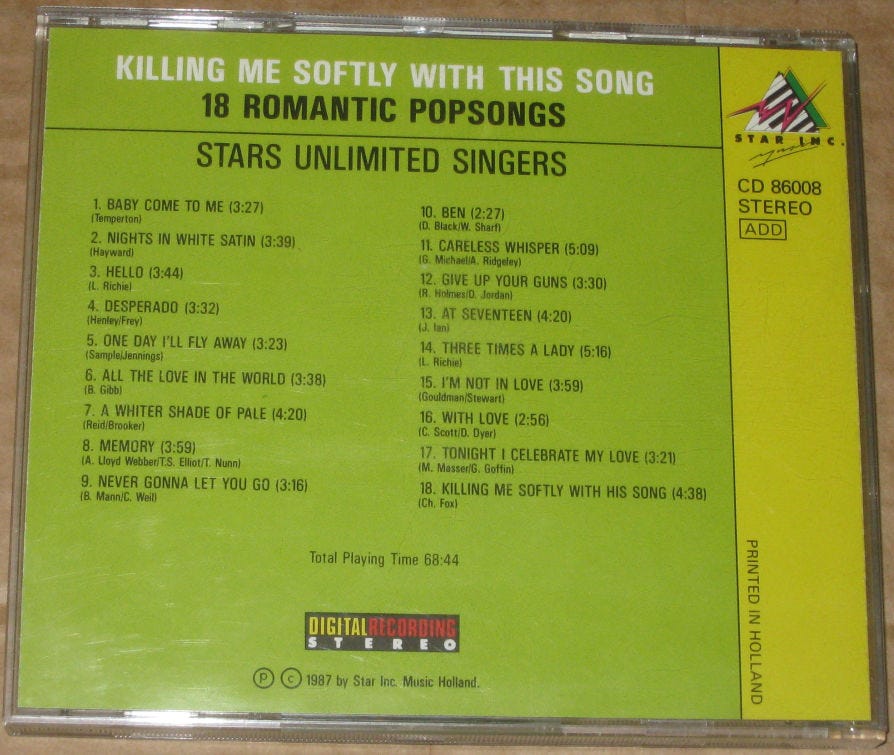 KILLING ME SOFTLY WITH THIS SONG
18 ROMANTIC POPSONGS
STARS UNLIMITED SINGERS
1. BABY COME TO ME (3:27)
(Temperton)
2. NIGHTS IN WHITE SATIN (3:39)
(Hayward)
3. HELLO (3:44)
(L. Richie)
4. DESPERADO (3:32)
(Henley/Frey)
5. ONE DAY I'LL FLY AWAY (3:23)
(Sample/Jennings)
6. ALL THE LOVE IN THE WORLD (3:38)
(B. Gibb)
7. A WHITER SHADE OF PALE (4:20)
(Reid/Brooker)
8. MEMORY (3:59)
(A. Lloyd Webber/T.S. Elliot/T. Nunn)
9. NEVER GONNA LET YOU GO (3:16)
(B. Mann/C. Weil)
10. BEN (2:27)
(D. Black/W. Sharf)
11. CARELESS WHISPER (5:09)
(G. Michael/A. Ridgeley)
12. GIVE UP YOUR GUNS (3:30)
(R. Holmes/D. Jordan)
13. AT SEVENTEEN (4:20)
(J. Ian)
14. THREE TIMES A LADY (5:16)
(L. Richie)
15. I'M NOT IN LOVE (3:59)
(Gouldman/Stewart)
16. WITH LOVE (2:56)
(C. Scott/D. Dyer)
17. TONIGHT I CELEBRATE MY LOVE (3:21)
(M. Masser/G. Goffin)
18. KILLING ME SOFTLY WITH HIS SONG (4:38)
(Ch. Fox)
Total Playing Time 68:44
DIGITAL RECORDING
STEREO
Ⓟ © 1987 by Star Inc. Music Holland.
STAR INC.
Music
CD 86008
STEREO
ADD
PRINTED IN HOLLAND